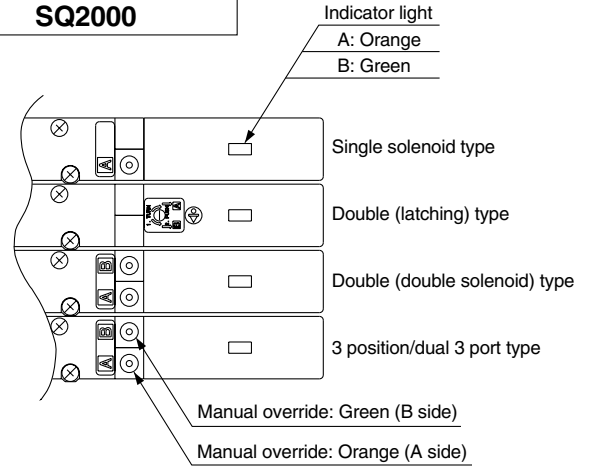 SQ2000
Indicator light
A: Orange
B: Green
A
Single solenoid type
Double (latching) type
B
A
Double (double solenoid) type
B
A
3 position/dual 3 port type
Manual override: Green (B side)
Manual override: Orange (A side)